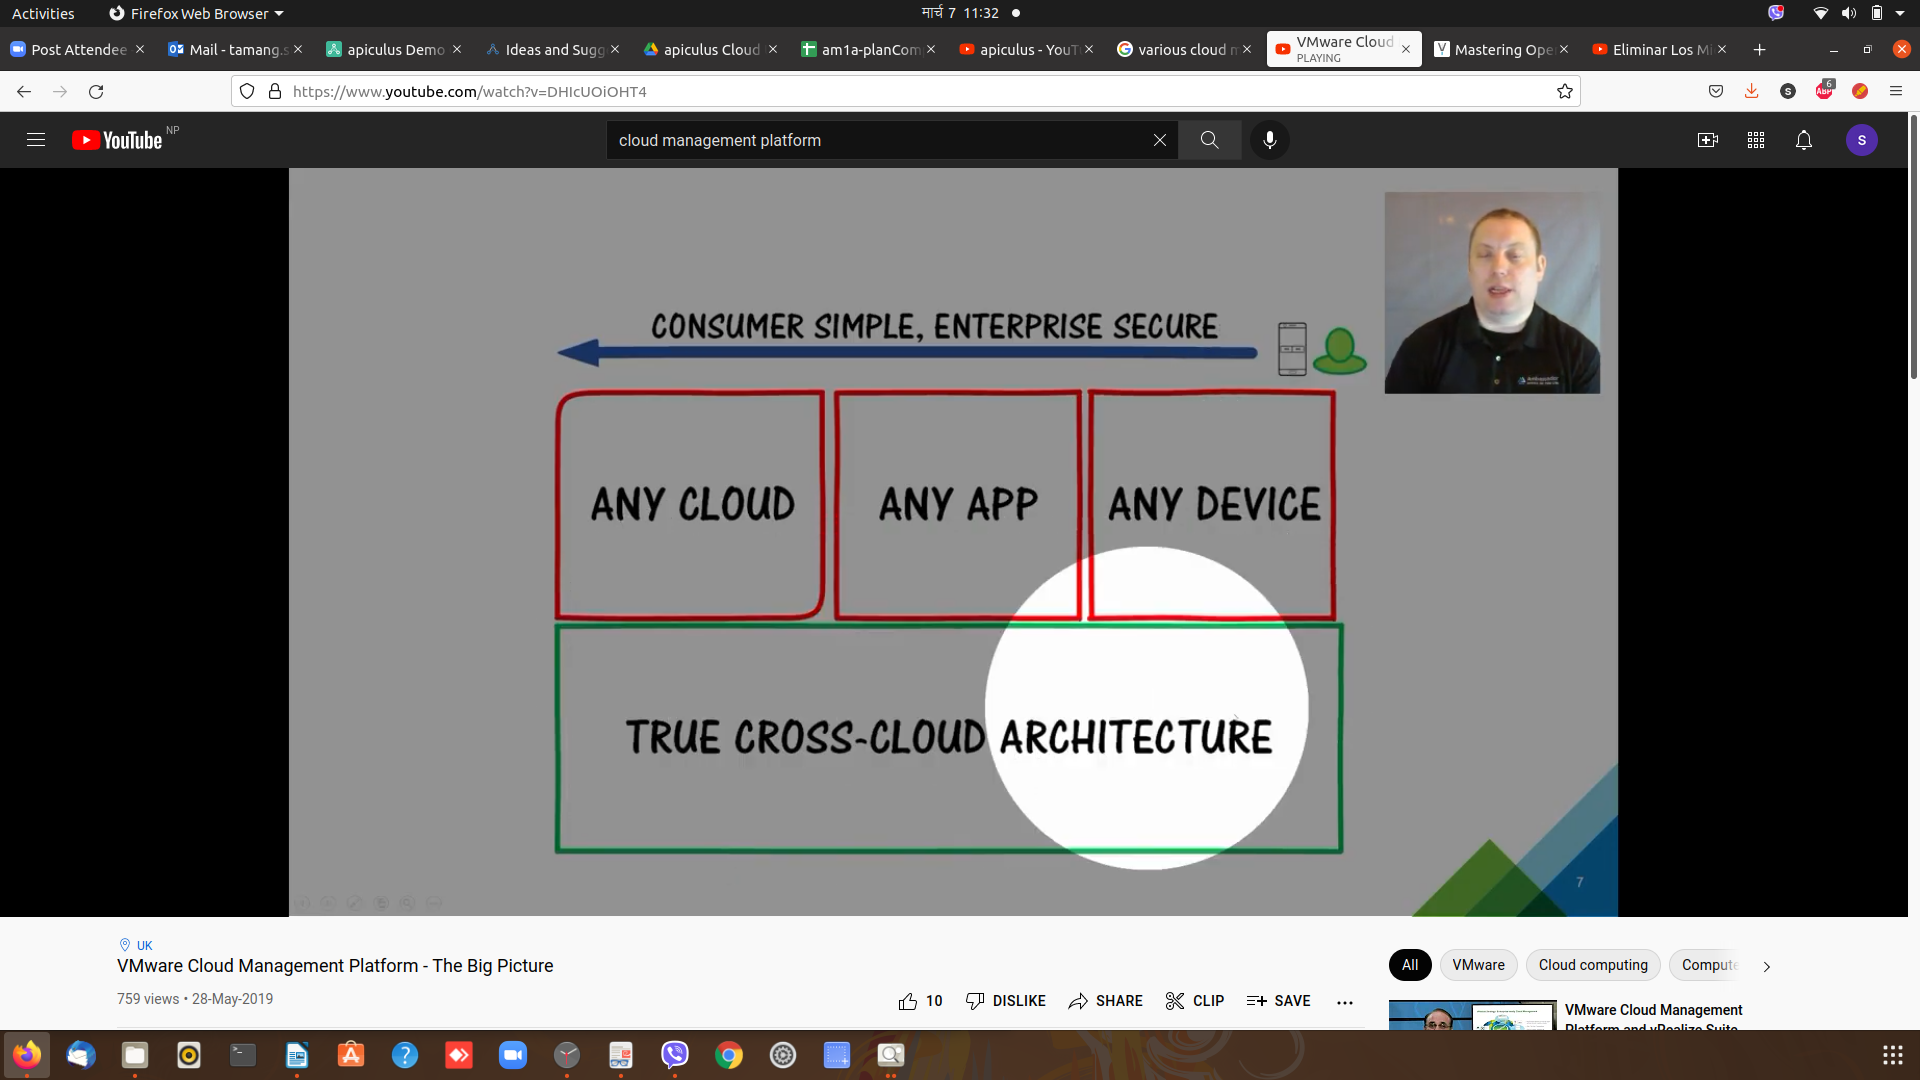 Activities Firefox Web Browser मार्च 7 11:32
Post Attendee Mail - tamang.s apiculus Demo Ideas and Sugg apiculus Cloud am1a-planCom apiculus - YouT various cloud m VMware Cloud Mastering Ope Eliminar Los Mi
PLAYING
https://www.youtube.com/watch?v=DHIcUOiOHT4
6
S
ABP
YouTube NP
cloud management platform
S
CONSUMER SIMPLE, ENTERPRISE SECURE
ANY CLOUD ANY APP ANY DEVICE
TRUE CROSS-CLOUD ARCHITECTURE
7
UK
VMware Cloud Management Platform - The Big Picture
759 views • 28-May-2019
10 DISLIKE SHARE CLIP SAVE
All VMware Cloud computing Compute
VMware Cloud Management
Platform and vRealize Suite